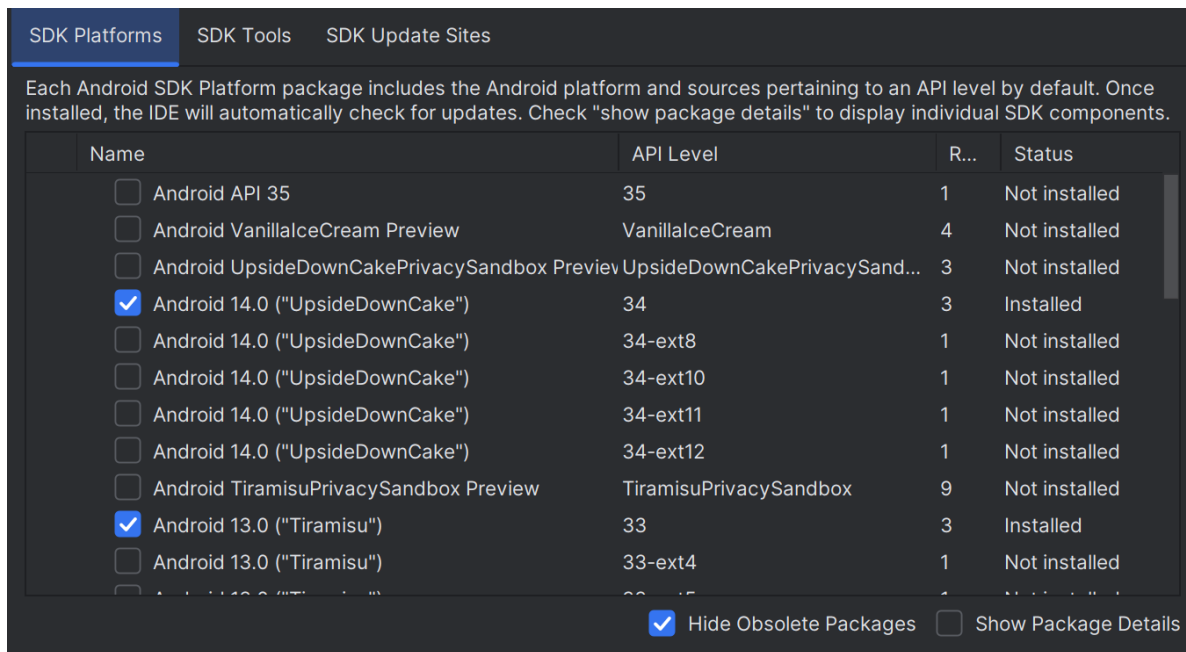 SDK Platforms SDK Tools SDK Update Sites
Each Android SDK Platform package includes the Android platform and sources pertaining to an API level by default. Once
installed, the IDE will automatically check for updates. Check "show package details" to display individual SDK components.
Name API Level R... Status
Android API 35 35 1 Not installed
Android VanillaIceCream Preview VanillaIceCream 4 Not installed
Android UpsideDownCakePrivacySandbox Preview UpsideDownCakePrivacySand... 3 Not installed
Android 14.0 ("UpsideDownCake") 34 3 Installed
Android 14.0 ("UpsideDownCake") 34-ext8 1 Not installed
Android 14.0 ("UpsideDownCake") 34-ext10 1 Not installed
Android 14.0 ("UpsideDownCake") 34-ext11 1 Not installed
Android 14.0 ("UpsideDownCake") 34-ext12 1 Not installed
Android TiramisuPrivacySandbox Preview TiramisuPrivacySandbox 9 Not installed
Android 13.0 ("Tiramisu") 33 3 Installed
Android 13.0 ("Tiramisu") 33-ext4 1 Not installed
Hide Obsolete Packages Show Package Details